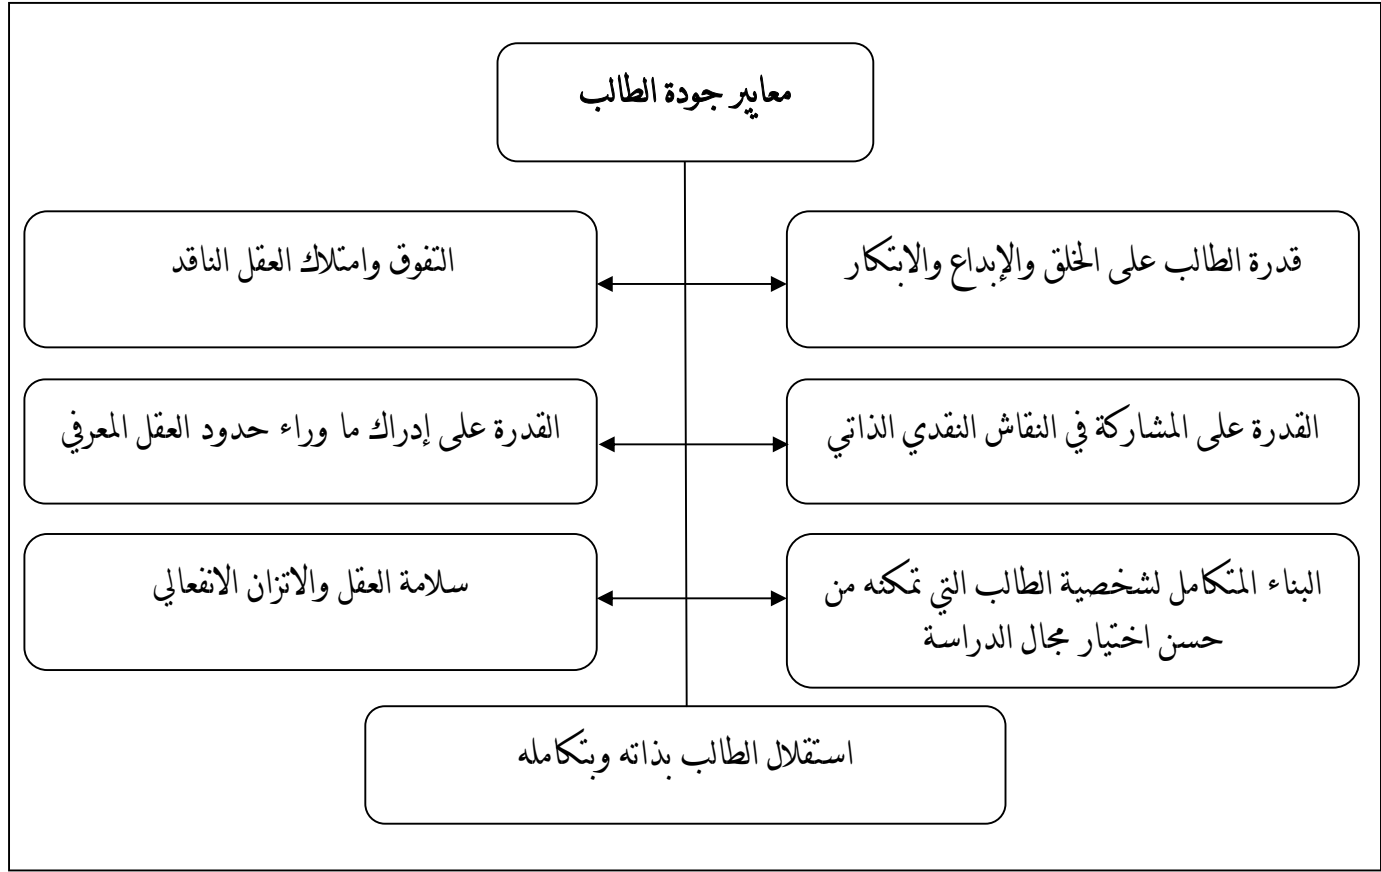 معايير جودة الطالب
قدرة الطالب على الخلق والإبداع والابتكار
التفوق وامتلاك العقل الناقد
القدرة على المشاركة في النقاش النقدي الذاتي
القدرة على إدراك ما وراء حدود العقل المعرفي
البناء المتكامل لشخصية الطالب التي تمكنه من
حسن اختيار مجال الدراسة
سلامة العقل والاتزان الانفعالي
استقلال الطالب بذاته وبتكامله